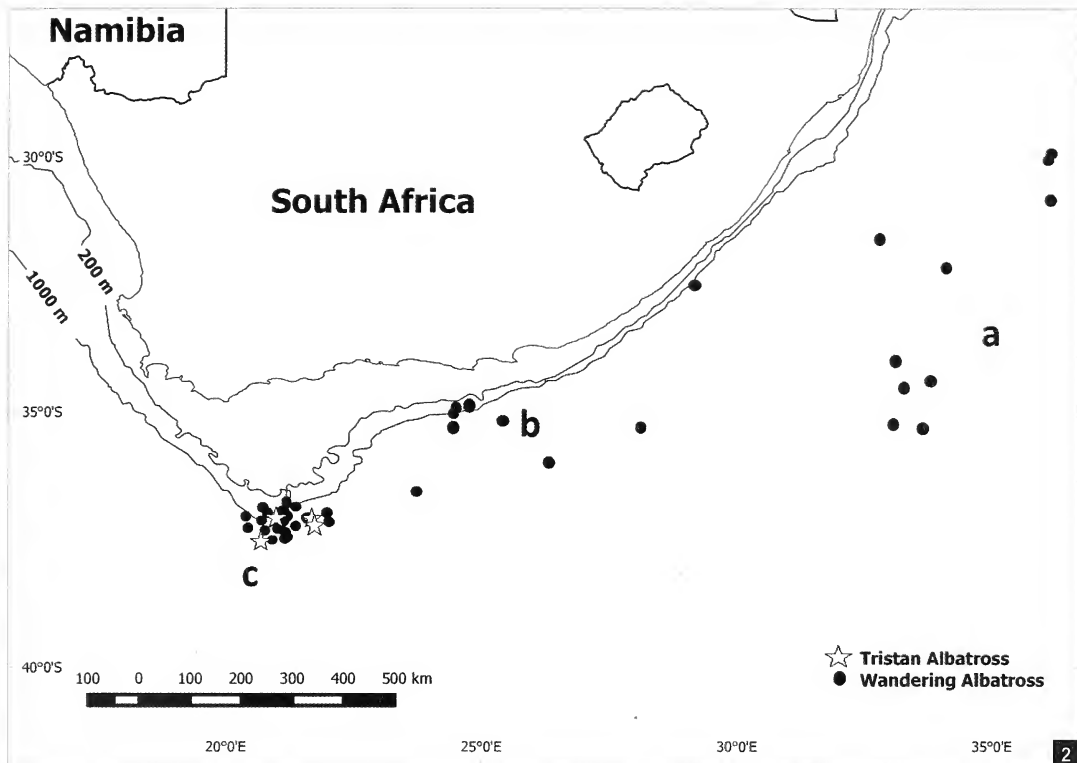 Namibia
30°0'S
South Africa
200 m
1000 m
a
35°0'S
b
c
40°0'S
Tristan Albatross
Wandering Albatross
100 0 100 200 300 400 500 km
20°0'E 25°0'E 30°0'E 35°0'E
2